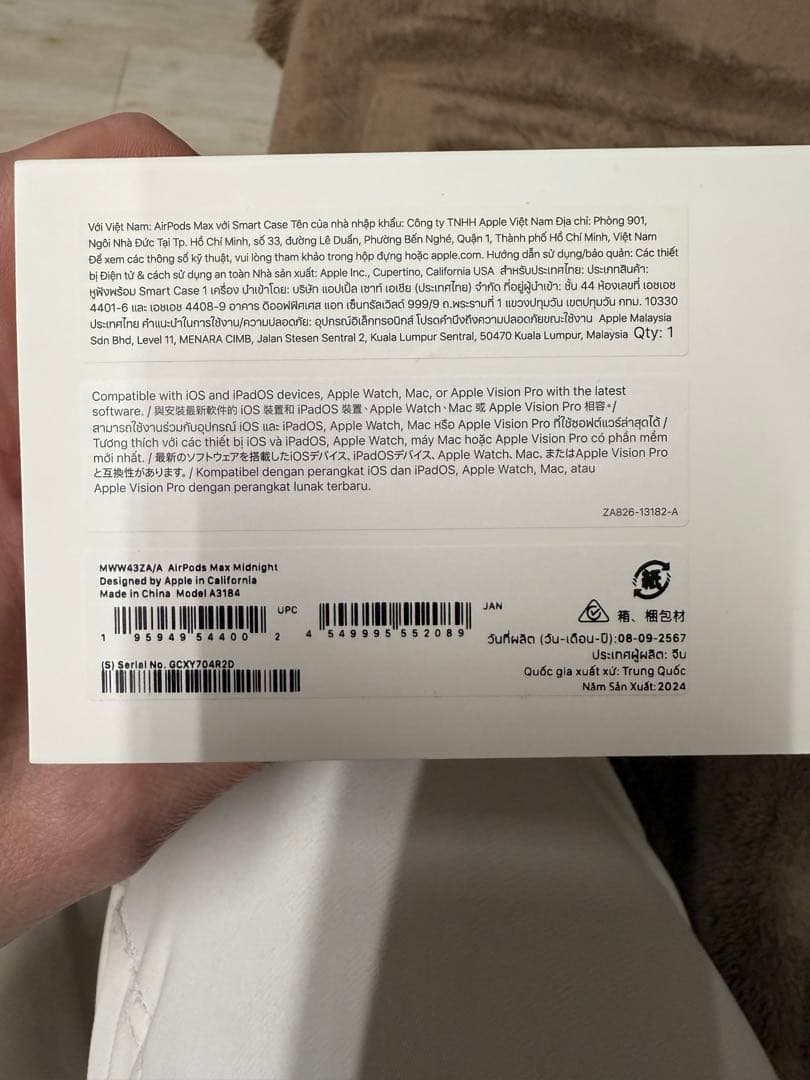 Với Việt Nam: AirPods Max với Smart Case Tên của nhà nhập khẩu: Công ty TNHH Apple Việt Nam Địa chỉ: Phòng 901,
Ngôi Nhà Đức Tại Tp. Hồ Chí Minh, số 33, đường Lê Duẩn, Phường Bến Nghé, Quận 1, Thành phố Hồ Chí Minh, Việt Nam
Để xem các thông số kỹ thuật, vui lòng tham khảo trong hộp đựng hoặc apple.com. Hướng dẫn sử dụng/bảo quản: Các thiết
bị Điện tử & cách sử dụng an toàn Nhà sản xuất: Apple Inc., Cupertino, California USA สำหรับประเทศไทย: ประเภทสินค้า:
หูฟังพร้อม Smart Case 1 เครื่อง นำเข้าโดย: บริษัท แอปเปิ้ล เซาท์ เอเชีย (ประเทศไทย) จำกัด ที่อยู่ผู้นำเข้า: ชั้น 44 ห้องเลขที่ เอชเอช
4401-6 และ เอชเอช 4408-9 อาคาร ดิออฟฟิศเศส แอท เซ็นทรัลเวิลด์ 999/9 ถ.พระรามที่ 1 แขวงปทุมวัน เขตปทุมวัน กทม. 10330
ประเทศไทย คำแนะนำในการใช้งาน/ความปลอดภัย: อุปกรณ์อิเล็กทรอนิกส์ โปรดคำนึงถึงความปลอดภัยขณะใช้งาน Apple Malaysia
Sdn Bhd, Level 11, MENARA CIMB, Jalan Stesen Sentral 2, Kuala Lumpur Sentral, 50470 Kuala Lumpur, Malaysia Qty: 1
Compatible with iOS and iPadOS devices, Apple Watch, Mac, or Apple Vision Pro with the latest
software. / 與安裝最新軟件的 iOS 裝置和 iPadOS 裝置、Apple Watch、Mac 或 Apple Vision Pro 相容。/
สามารถใช้งานร่วมกับอุปกรณ์ iOS และ iPadOS, Apple Watch, Mac หรือ Apple Vision Pro ที่ใช้ซอฟต์แวร์ล่าสุดได้ /
Tương thích với các thiết bị iOS và iPadOS, Apple Watch, máy Mac hoặc Apple Vision Pro có phần mềm
mới nhất. / 最新のソフトウェアを搭載したiOSデバイス、iPadOSデバイス、Apple Watch、Mac、またはApple Vision Pro
と互換性があります。/ Kompatibel dengan perangkat iOS dan iPadOS, Apple Watch, Mac, atau
Apple Vision Pro dengan perangkat lunak terbaru.
ZA826-13182-A
MWW43ZA/A AirPods Max Midnight
Designed by Apple in California
Made in China Model A3184
UPC
1 95949 54400 2
JAN
4 549995 552089
(S) Serial No. GCXY704R2D
紙
箱、梱包材
วันที่ผลิต (วัน-เดือน-ปี):08-09-2567
ประเทศผู้ผลิต: จีน
Quốc gia xuất xứ: Trung Quốc
Năm Sản Xuất: 2024